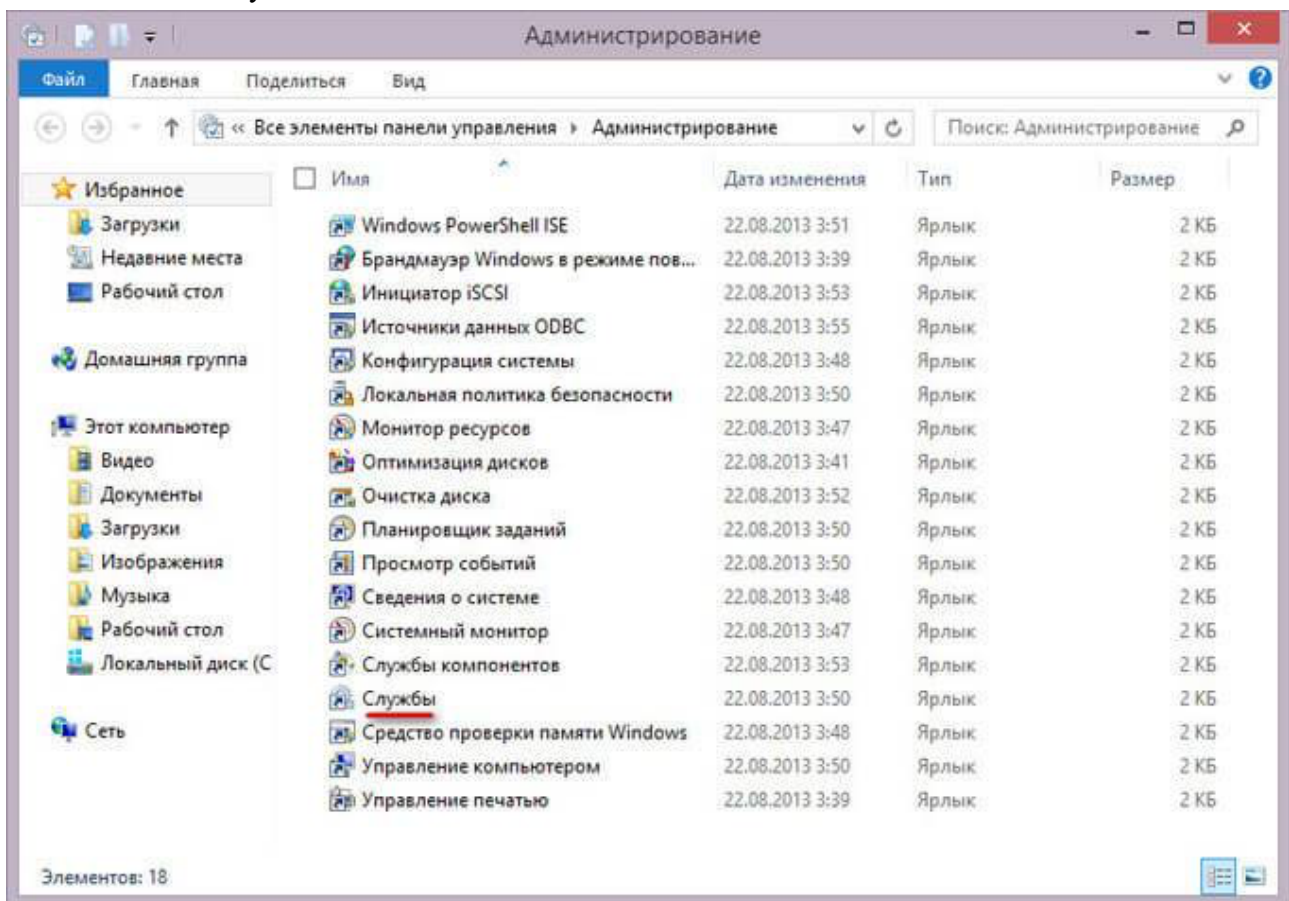 Администрирование
Файл Главная Поделиться Вид
« Все элементы панели управления Администрирование Поиск: Администрирование
Имя Дата изменения Тип Размер
Избранное
Загрузки
Недавние места
Рабочий стол
Домашняя группа
Этот компьютер
Видео
Документы
Загрузки
Изображения
Музыка
Рабочий стол
Локальный диск (C
Сеть
Windows PowerShell ISE 22.08.2013 3:51 Ярлык 2 КБ
Брандмауэр Windows в режиме пов... 22.08.2013 3:39 Ярлык 2 КБ
Инициатор iSCSI 22.08.2013 3:53 Ярлык 2 КБ
Источники данных ODBC 22.08.2013 3:55 Ярлык 2 КБ
Конфигурация системы 22.08.2013 3:48 Ярлык 2 КБ
Локальная политика безопасности 22.08.2013 3:50 Ярлык 2 КБ
Монитор ресурсов 22.08.2013 3:47 Ярлык 2 КБ
Оптимизация дисков 22.08.2013 3:41 Ярлык 2 КБ
Очистка диска 22.08.2013 3:52 Ярлык 2 КБ
Планировщик заданий 22.08.2013 3:50 Ярлык 2 КБ
Просмотр событий 22.08.2013 3:50 Ярлык 2 КБ
Сведения о системе 22.08.2013 3:48 Ярлык 2 КБ
Системный монитор 22.08.2013 3:47 Ярлык 2 КБ
Службы компонентов 22.08.2013 3:53 Ярлык 2 КБ
Службы 22.08.2013 3:50 Ярлык 2 КБ
Средство проверки памяти Windows 22.08.2013 3:48 Ярлык 2 КБ
Управление компьютером 22.08.2013 3:50 Ярлык 2 КБ
Управление печатью 22.08.2013 3:39 Ярлык 2 КБ
Элементов: 18